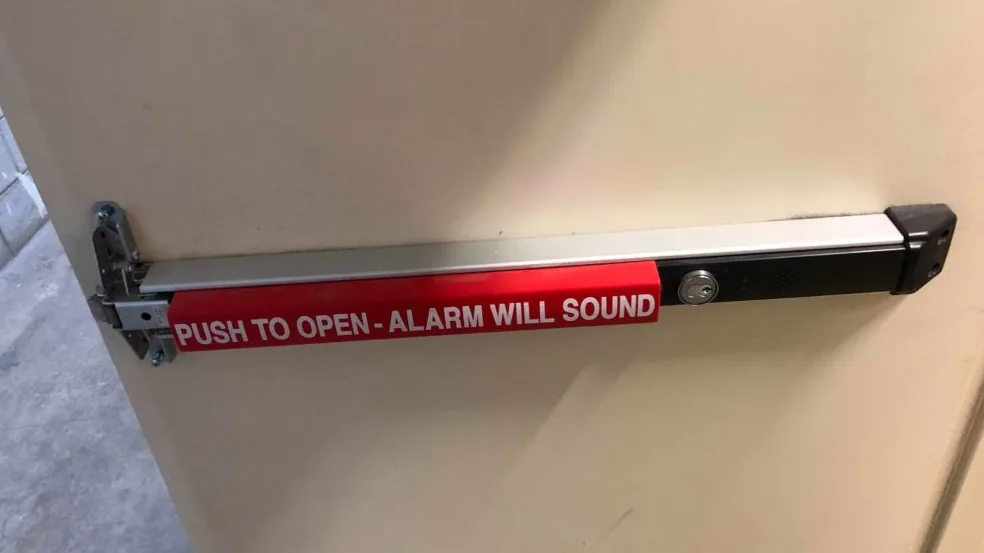 PUSH TO OPEN - ALARM WILL SOUND